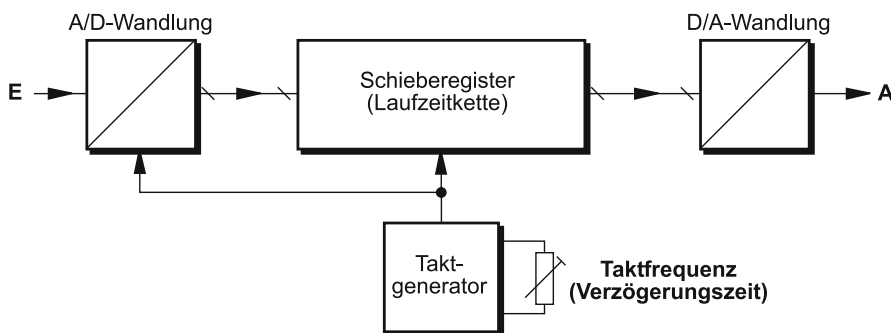 A/D-Wandlung
D/A-Wandlung
E
Schieberegister
(Laufzeitkette)
A
Takt-
generator
Taktfrequenz
(Verzögerungszeit)